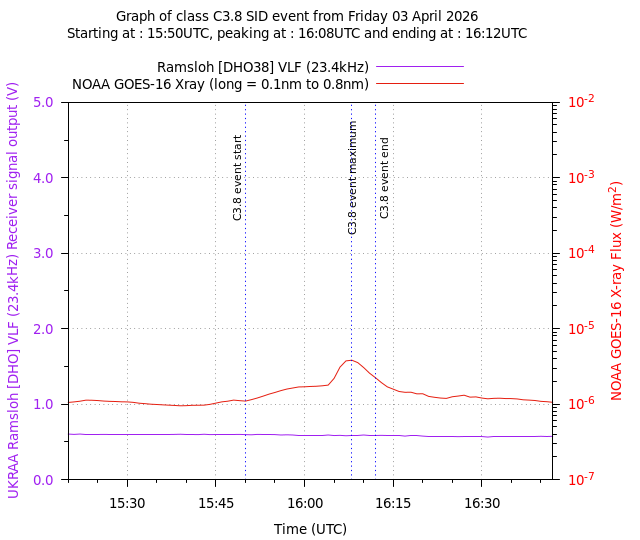 Graph of class C3.8 SID event from Friday 03 April 2026
Starting at : 15:50UTC, peaking at : 16:08UTC and ending at : 16:12UTC
Ramsloh [DHO38] VLF (23.4kHz)
NOAA GOES-16 Xray (long = 0.1nm to 0.8nm)
UKRAA Ramsloh [DHO] VLF (23.4kHz) Receiver signal output (V)
5.0
4.0
3.0
2.0
1.0
0.0
C3.8 event start
C3.8 event maximum
C3.8 event end
10-2
10-3
10-4
10-5
10-6
10-7
NOAA GOES-16 X-ray Flux (W/m2)
15:30 15:45 16:00 16:15 16:30
Time (UTC)